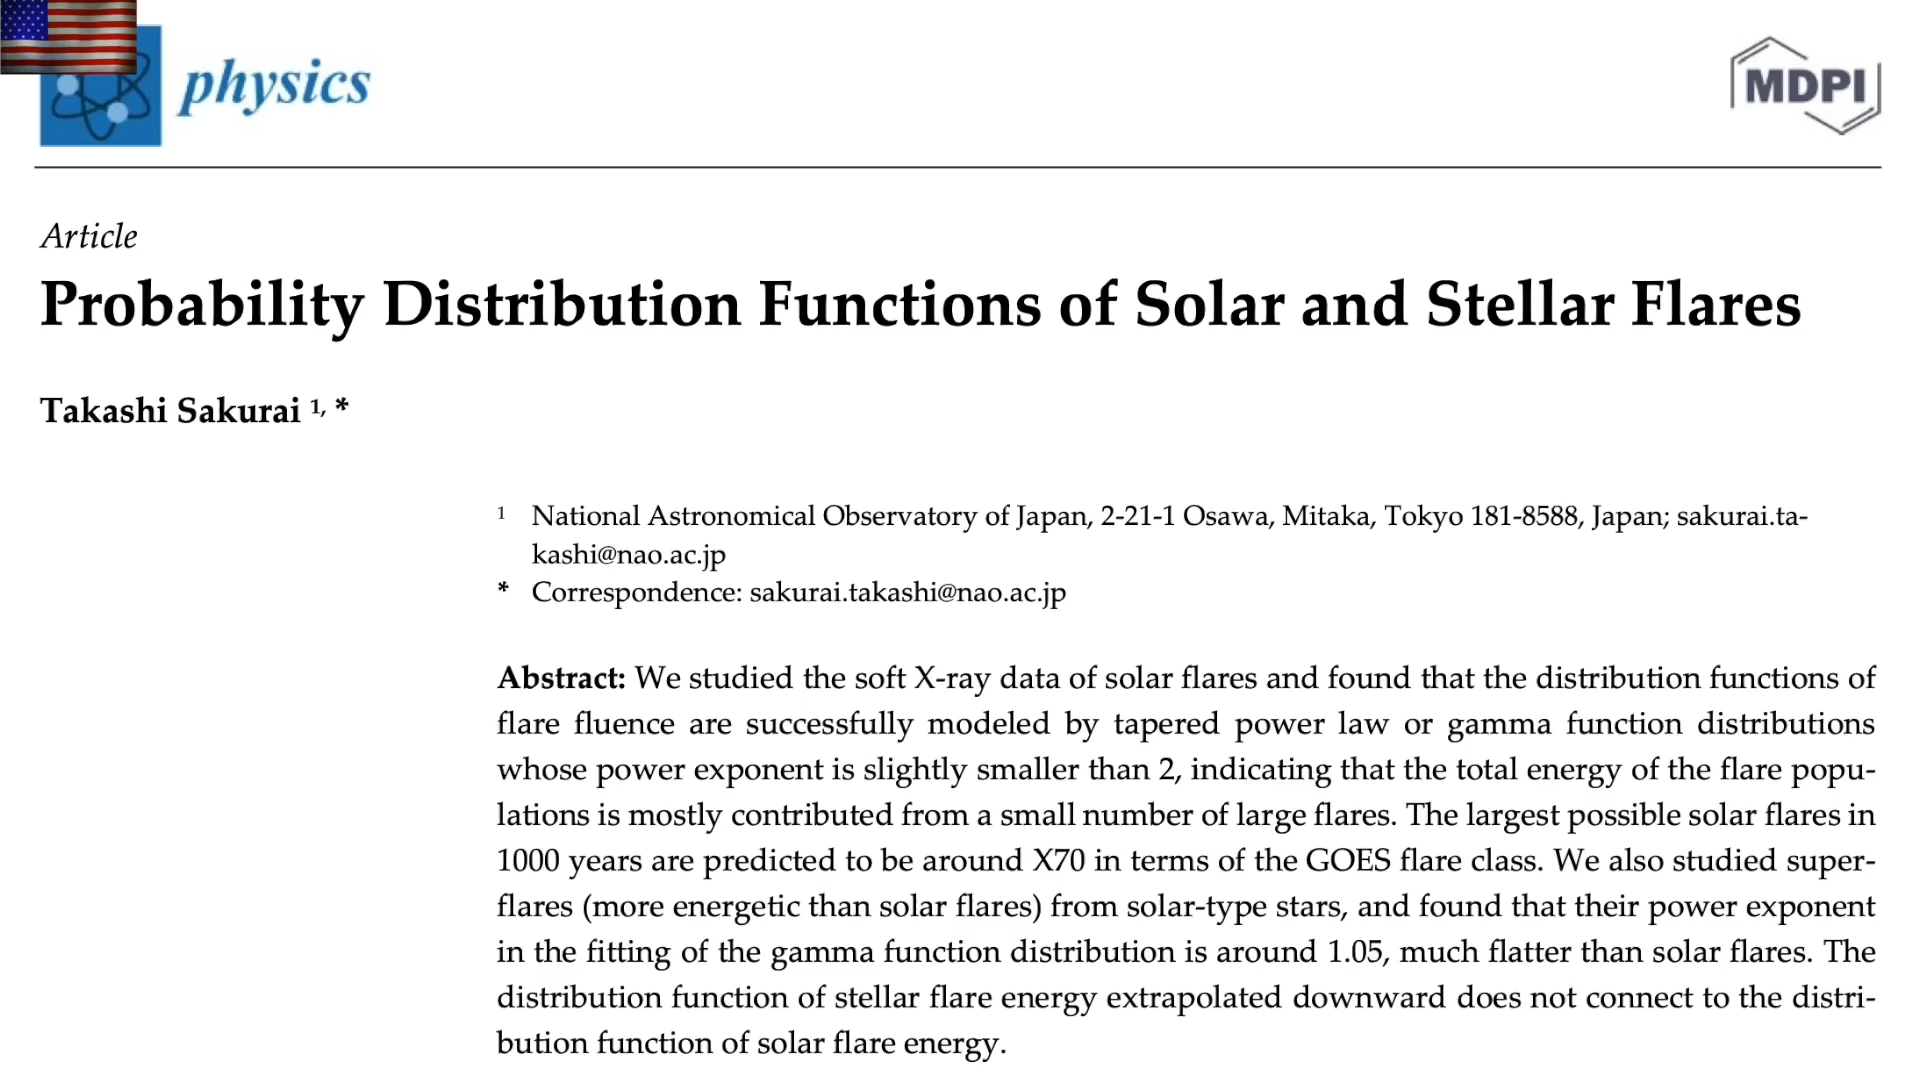 physics
MDPI
Article
Probability Distribution Functions of Solar and Stellar Flares
Takashi Sakurai 1, *
1 National Astronomical Observatory of Japan, 2-21-1 Osawa, Mitaka, Tokyo 181-8588, Japan; sakurai.ta-
kashi@nao.ac.jp
* Correspondence: sakurai.takashi@nao.ac.jp
Abstract: We studied the soft X-ray data of solar flares and found that the distribution functions of
flare fluence are successfully modeled by tapered power law or gamma function distributions
whose power exponent is slightly smaller than 2, indicating that the total energy of the flare popu-
lations is mostly contributed from a small number of large flares. The largest possible solar flares in
1000 years are predicted to be around X70 in terms of the GOES flare class. We also studied super-
flares (more energetic than solar flares) from solar-type stars, and found that their power exponent
in the fitting of the gamma function distribution is around 1.05, much flatter than solar flares. The
distribution function of stellar flare energy extrapolated downward does not connect to the distri-
bution function of solar flare energy.